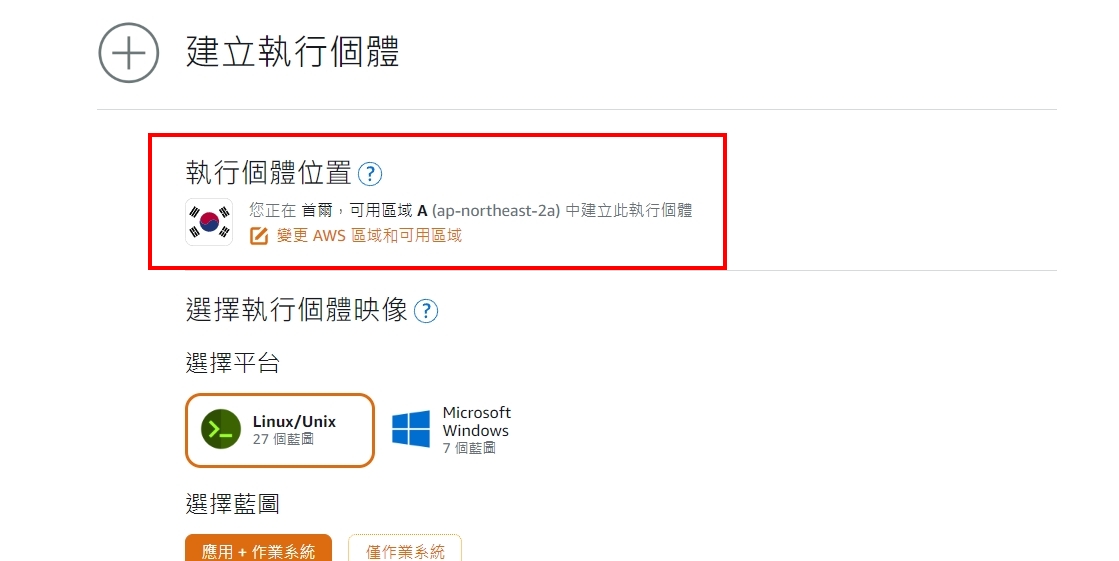 建立執行個體
執行個體位置 ?
您正在 首爾，可用區域 A (ap-northeast-2a) 中建立此執行個體
變更 AWS 區域和可用區域
選擇執行個體映像 ?
選擇平台
Linux/Unix
27 個藍圖
Microsoft
Windows
7 個藍圖
選擇藍圖
應用 + 作業系統
僅作業系統